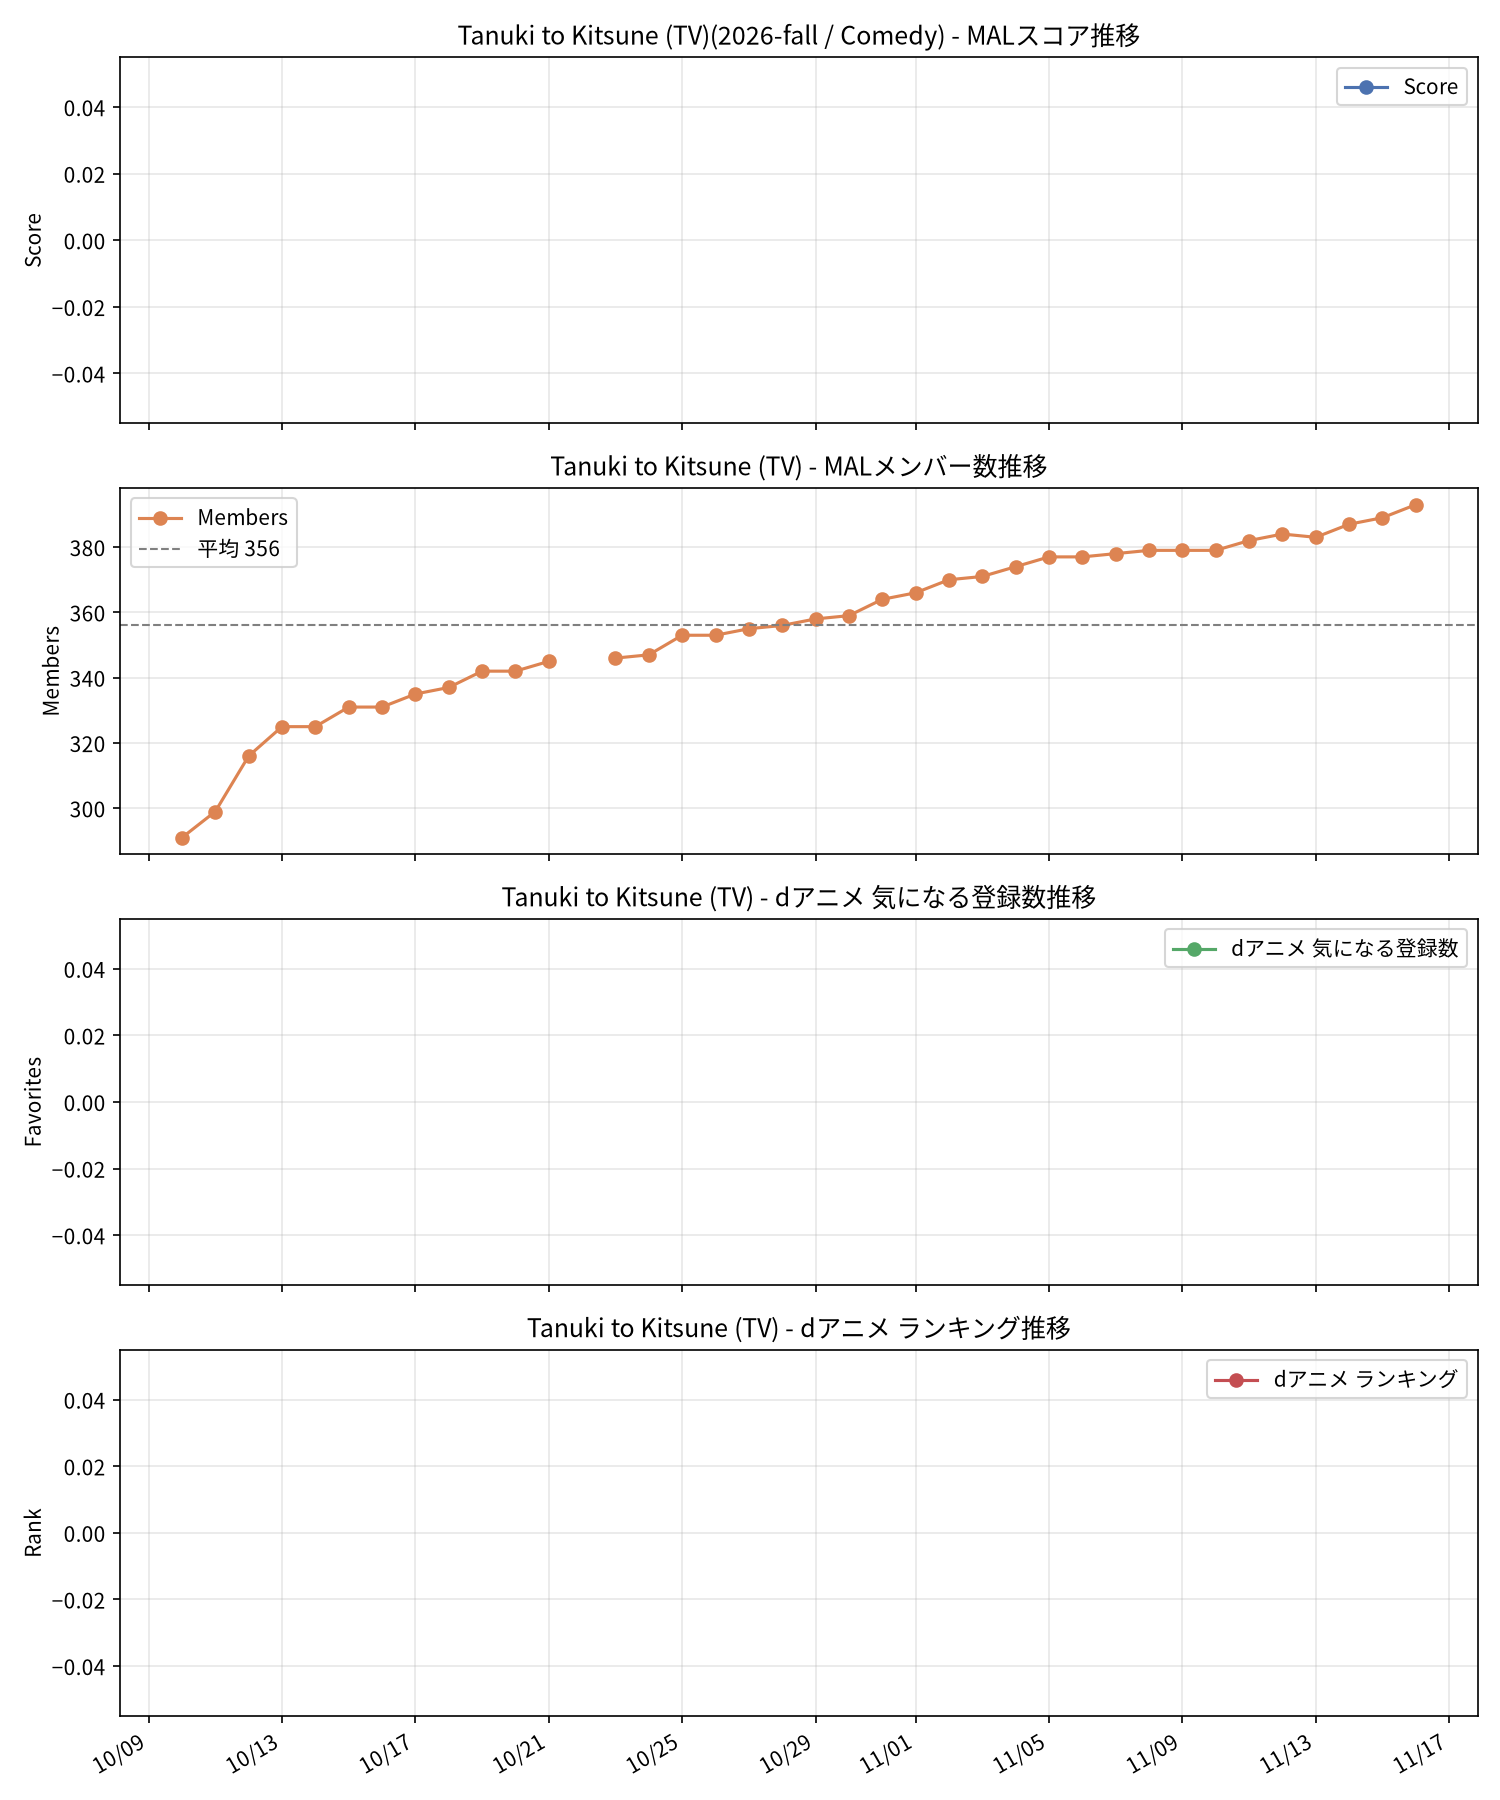 Tanuki to Kitsune (TV)(2026-fall / Comedy) - MALスコア推移
Score
0.04
0.02
0.00
−0.02
−0.04
Score
Tanuki to Kitsune (TV) - MALメンバー数推移
Members
平均 356
380
360
340
320
300
Members
Tanuki to Kitsune (TV) - dアニメ 気になる登録数推移
dアニメ 気になる登録数
0.04
0.02
0.00
−0.02
−0.04
Favorites
Tanuki to Kitsune (TV) - dアニメ ランキング推移
dアニメ ランキング
0.04
0.02
0.00
−0.02
−0.04
Rank
10/09
10/13
10/17
10/21
10/25
10/29
11/01
11/05
11/09
11/13
11/17